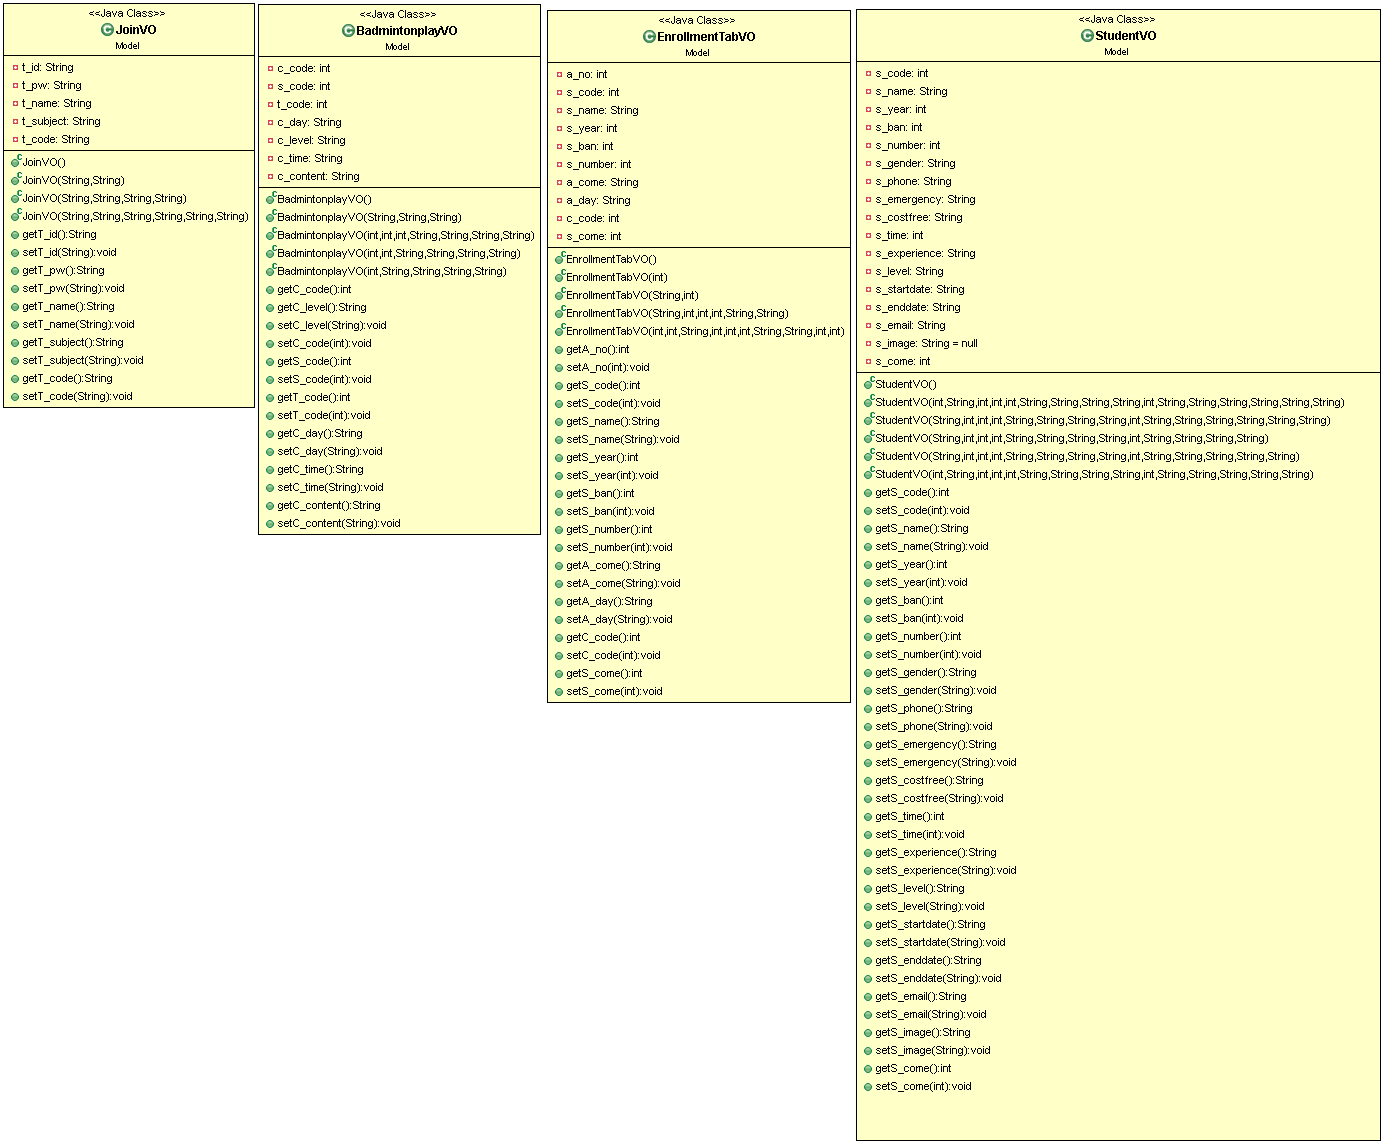 <<Java Class>>
JoinVO
Model
t_id: String
t_pw: String
t_name: String
t_subject: String
t_code: String
JoinVO()
JoinVO(String,String)
JoinVO(String,String,String,String)
JoinVO(String,String,String,String,String,String)
getT_id():String
setT_id(String):void
getT_pw():String
setT_pw(String):void
getT_name():String
setT_name(String):void
getT_subject():String
setT_subject(String):void
getT_code():String
setT_code(String):void
<<Java Class>>
BadmintonplayVO
Model
c_code: int
s_code: int
t_code: int
c_day: String
c_level: String
c_time: String
c_content: String
BadmintonplayVO()
BadmintonplayVO(String,String,String)
BadmintonplayVO(int,int,int,String,String,String,String)
BadmintonplayVO(int,int,String,String,String,String)
BadmintonplayVO(int,String,String,String,String)
getC_code():int
getC_level():String
setC_level(String):void
setC_code(int):void
getS_code():int
setS_code(int):void
getT_code():int
setT_code(int):void
getC_day():String
setC_day(String):void
getC_time():String
setC_time(String):void
getC_content():String
setC_content(String):void
<<Java Class>>
EnrollmentTabVO
Model
a_no: int
s_code: int
s_name: String
s_year: int
s_ban: int
s_number: int
a_come: String
a_day: String
c_code: int
s_come: int
EnrollmentTabVO()
EnrollmentTabVO(int)
EnrollmentTabVO(String,int)
EnrollmentTabVO(String,int,int,int,String,String)
EnrollmentTabVO(int,int,String,int,int,int,String,String,int,int)
getA_no():int
setA_no(int):void
getS_code():int
setS_code(int):void
getS_name():String
setS_name(String):void
getS_year():int
setS_year(int):void
getS_ban():int
setS_ban(int):void
getS_number():int
setS_number(int):void
getA_come():String
setA_come(String):void
getA_day():String
setA_day(String):void
getC_code():int
setC_code(int):void
getS_come():int
setS_come(int):void
<<Java Class>>
StudentVO
Model
s_code: int
s_name: String
s_year: int
s_ban: int
s_number: int
s_gender: String
s_phone: String
s_emergency: String
s_costfree: String
s_time: int
s_experience: String
s_level: String
s_startdate: String
s_enddate: String
s_email: String
s_image: String = null
s_come: int
StudentVO()
StudentVO(int,String,int,int,int,String,String,String,String,int,String,String,String,String,String,String)
StudentVO(String,int,int,int,String,String,String,String,int,String,String,String,String,String,String)
StudentVO(String,int,int,int,String,String,String,String,int,String,String,String,String)
StudentVO(String,int,int,int,String,String,String,String,int,String,String,String,String,String)
StudentVO(int,String,int,int,int,String,String,String,String,int,String,String,String,String,String)
getS_code():int
setS_code(int):void
getS_name():String
setS_name(String):void
getS_year():int
setS_year(int):void
getS_ban():int
setS_ban(int):void
getS_number():int
setS_number(int):void
getS_gender():String
setS_gender(String):void
getS_phone():String
setS_phone(String):void
getS_emergency():String
setS_emergency(String):void
getS_costfree():String
setS_costfree(String):void
getS_time():int
setS_time(int):void
getS_experience():String
setS_experience(String):void
getS_level():String
setS_level(String):void
getS_startdate():String
setS_startdate(String):void
getS_enddate():String
setS_enddate(String):void
getS_email():String
setS_email(String):void
getS_image():String
setS_image(String):void
getS_come():int
setS_come(int):void